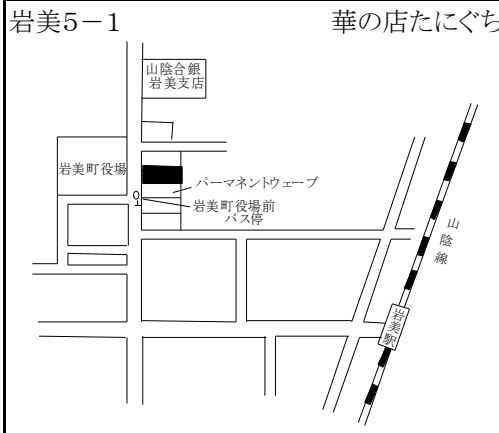 岩美5-1
華の店たにぐち
山陰合銀
岩美支店
岩美町役場
パーマネントウェーブ
岩美町役場前
バス停
山陰線
岩美駅